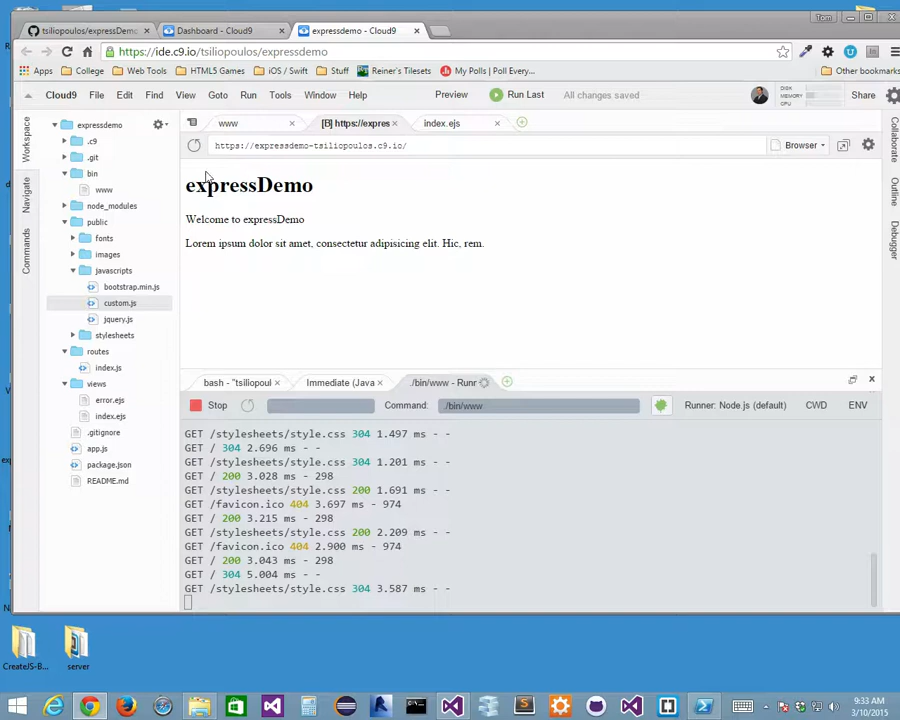 tsiliopoulos/expressDemo
Dashboard - Cloud9
expressdemo - Cloud9
Tom
https://ide.c9.io/tsiliopoulos/expressdemo
Apps
College
Web Tools
HTML5 Games
iOS / Swift
Stuff
Reiner's Tilesets
My Polls | Poll Every...
Other bookmarks
Cloud9
File
Edit
Find
View
Goto
Run
Tools
Window
Help
Preview
Run Last
All changes saved
DISK
MEMORY
CPU
Share
Workspace
Navigate
Commands
expressdemo
.c9
.git
bin
www
node_modules
public
fonts
images
javascripts
bootstrap.min.js
custom.js
jquery.js
stylesheets
routes
index.js
views
error.ejs
index.ejs
.gitignore
app.js
package.json
README.md
www
[B] https://expres
index.ejs
https://expressdemo-tsiliopoulos.c9.io/
Browser
Collaborate
Outline
Debugger
expressDemo
Welcome to expressDemo
Lorem ipsum dolor sit amet, consectetur adipisicing elit. Hic, rem.
bash - "tsiliopoul
Immediate (Java
./bin/www - Runr
Stop
Command:
./bin/www
Runner: Node.js (default)
CWD
ENV
GET /stylesheets/style.css 304 1.497 ms - -
GET / 304 2.696 ms - -
GET /stylesheets/style.css 304 1.201 ms - -
GET / 200 3.028 ms - 298
GET /stylesheets/style.css 200 1.691 ms - -
GET /favicon.ico 404 3.697 ms - 974
GET / 200 3.215 ms - 298
GET /stylesheets/style.css 200 2.209 ms - -
GET /favicon.ico 404 2.900 ms - 974
GET / 200 3.043 ms - 298
GET / 304 5.004 ms - -
GET /stylesheets/style.css 304 3.587 ms - -
CreateJS-B...
server
9:33 AM
3/10/2015